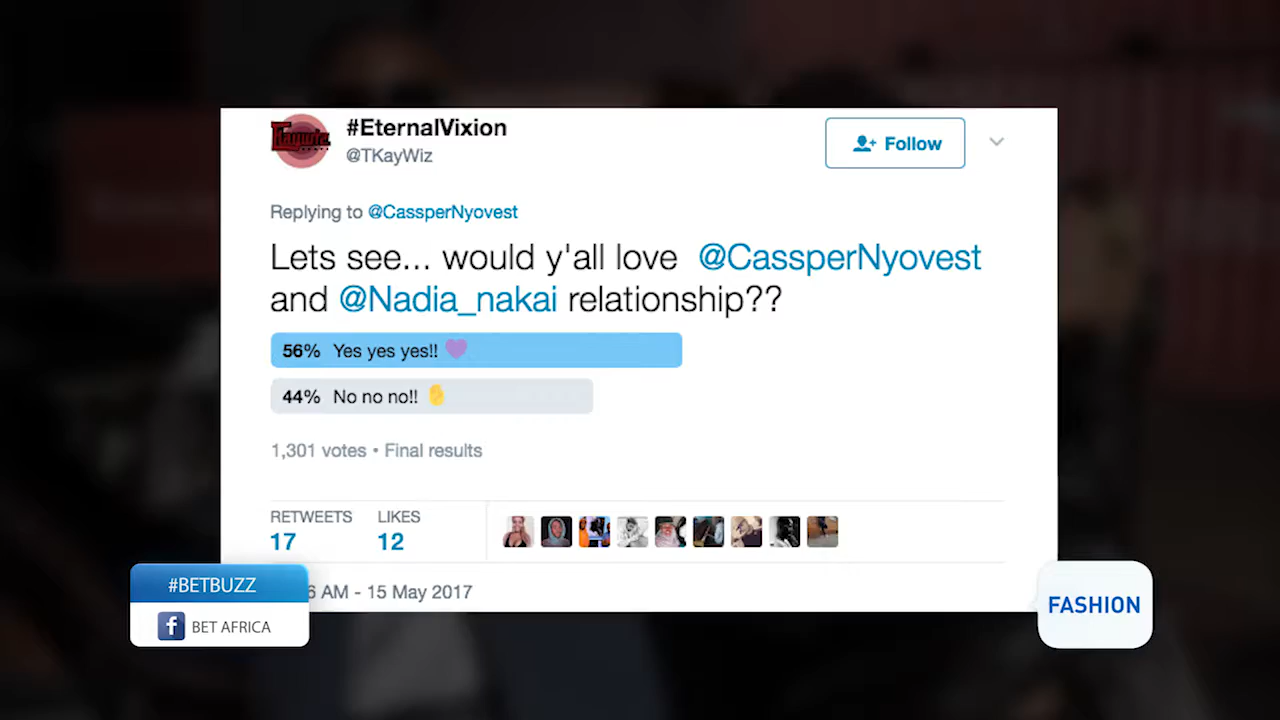 #EternalVixion
@TKayWiz
Follow
Replying to @CassperNyovest
Lets see... would y'all love @CassperNyovest
and @Nadia_nakai relationship??
56% Yes yes yes!! 💜
44% No no no!! ✋
1,301 votes • Final results
RETWEETS LIKES
17 12
6 AM - 15 May 2017
#BETBUZZ
f BET AFRICA
FASHION